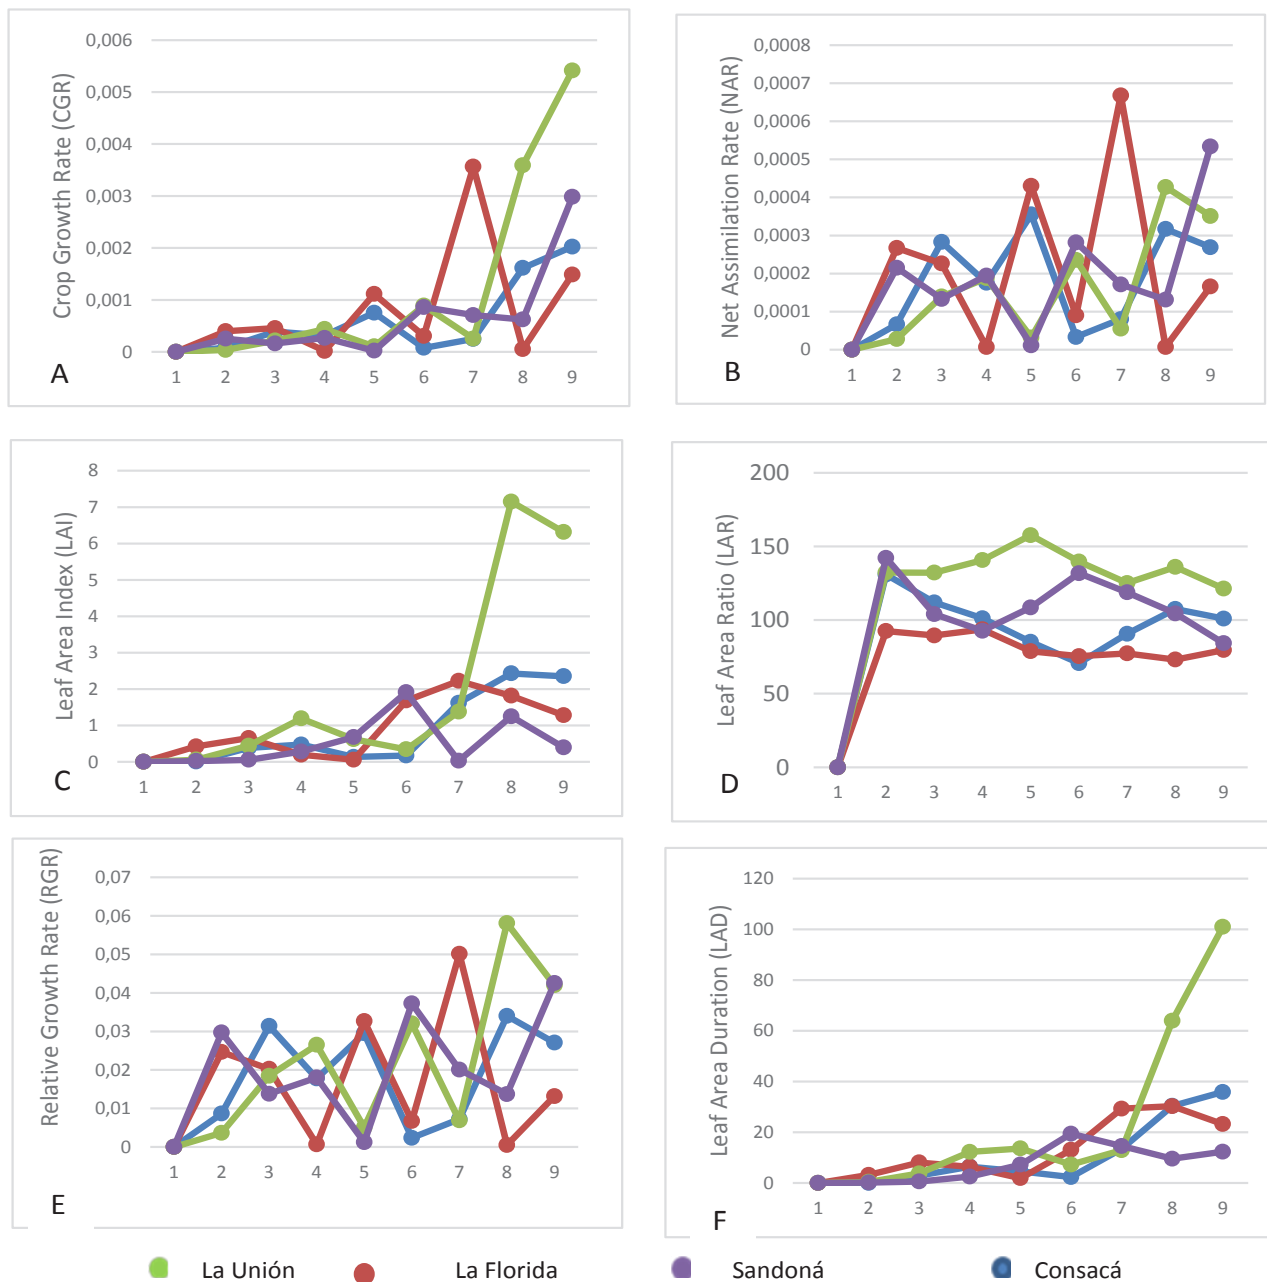 Crop Growth Rate (CGR)
0,006
0,005
0,004
0,003
0,002
0,001
0
1 2 3 4 5 6 7 8 9
A
Net Assimilation Rate (NAR)
0,0008
0,0007
0,0006
0,0005
0,0004
0,0003
0,0002
0,0001
0
1 2 3 4 5 6 7 8 9
B
Leaf Area Index (LAI)
8
7
6
5
4
3
2
1
0
1 2 3 4 5 6 7 8 9
C
Leaf Area Ratio (LAR)
200
150
100
50
0
1 2 3 4 5 6 7 8 9
D
Relative Growth Rate (RGR)
0,07
0,06
0,05
0,04
0,03
0,02
0,01
0
1 2 3 4 5 6 7 8 9
E
Leaf Area Duration (LAD)
120
100
80
60
40
20
0
1 2 3 4 5 6 7 8 9
F
La Unión La Florida Sandoná Consacá